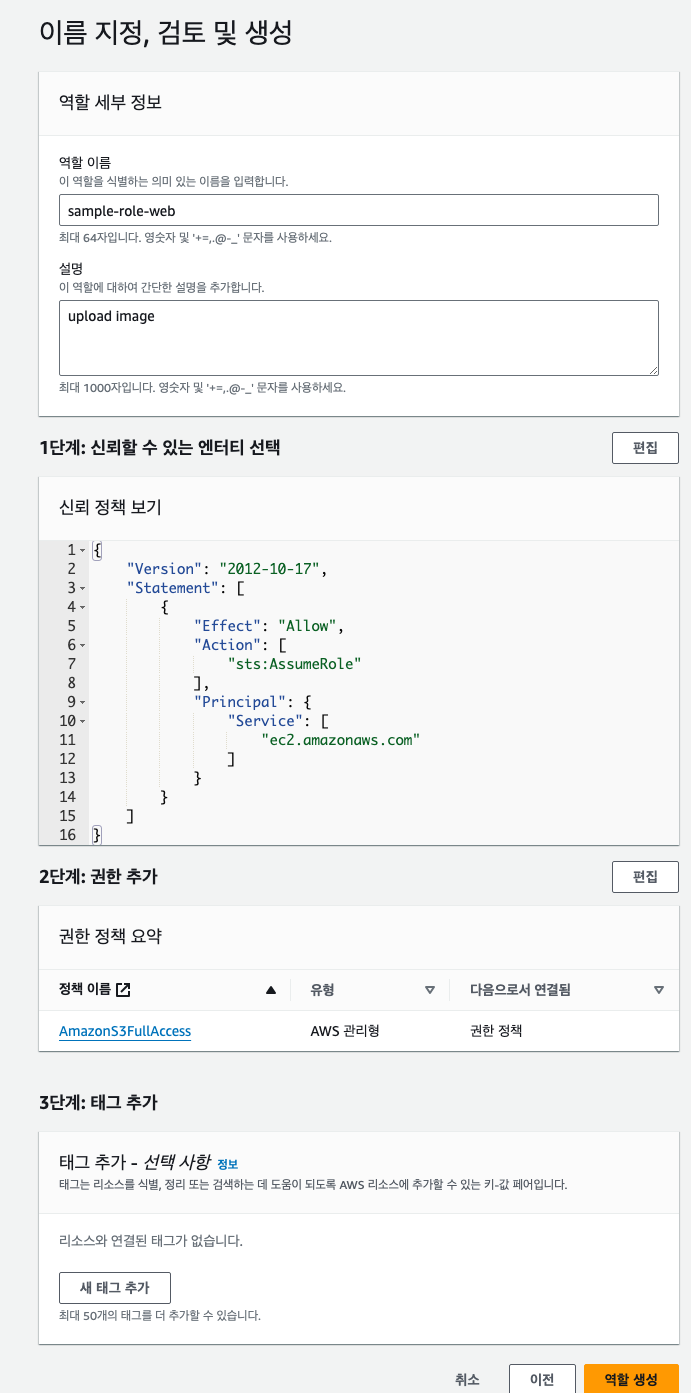 이름 지정, 검토 및 생성
역할 세부 정보
역할 이름
이 역할을 식별하는 의미 있는 이름을 입력합니다.
sample-role-web
최대 64자입니다. 영숫자 및 '+=,.@-_' 문자를 사용하세요.
설명
이 역할에 대하여 간단한 설명을 추가합니다.
upload image
최대 1000자입니다. 영숫자 및 '+=,.@-_' 문자를 사용하세요.
1단계: 신뢰할 수 있는 엔터티 선택 편집
신뢰 정책 보기
1 {
2 "Version": "2012-10-17",
3 "Statement": [
4 {
5 "Effect": "Allow",
6 "Action": [
7 "sts:AssumeRole"
8 ],
9 "Principal": {
10 "Service": [
11 "ec2.amazonaws.com"
12 ]
13 }
14 }
15 ]
16 }
2단계: 권한 추가 편집
권한 정책 요약
정책 이름 유형 다음으로서 연결됨
AmazonS3FullAccess AWS 관리형 권한 정책
3단계: 태그 추가
태그 추가 - 선택 사항 정보
태그는 리소스를 식별, 정리 또는 검색하는 데 도움이 되도록 AWS 리소스에 추가할 수 있는 키-값 페어입니다.
리소스와 연결된 태그가 없습니다.
새 태그 추가
최대 50개의 태그를 더 추가할 수 있습니다.
취소 이전 역할 생성